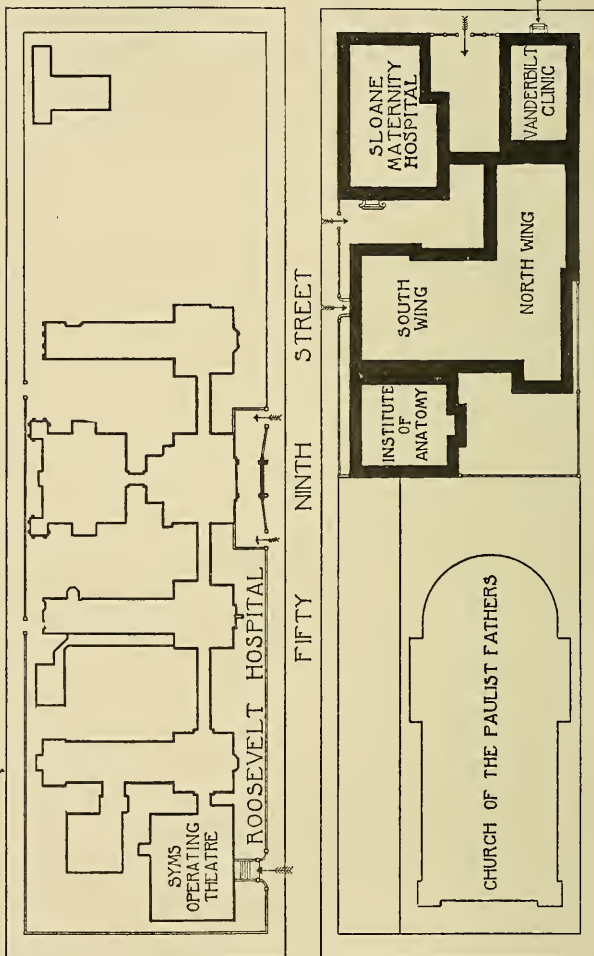 SYMS
OPERATING
THEATRE
ROOSEVELT HOSPITAL
FIFTY NINTH STREET
CHURCH OF THE PAULIST FATHERS
INSTITUTE
OF
ANATOMY
SOUTH
WING
NORTH WING
SLOANE
MATERNITY
HOSPITAL
VANDERBILT
CLINIC